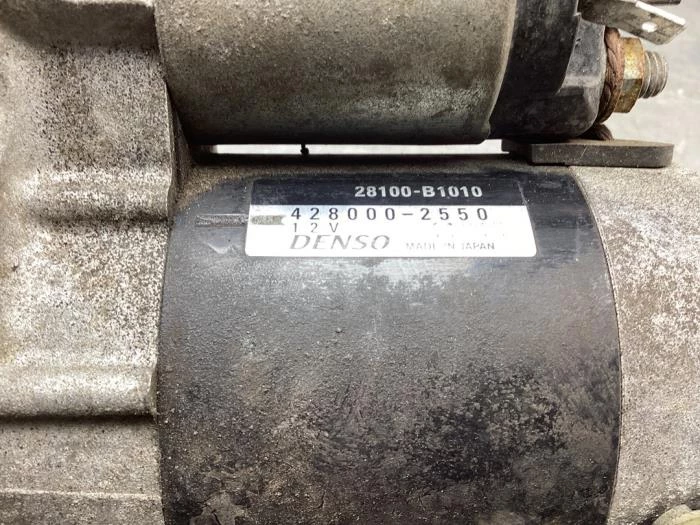 28100-B1010
428000-2550
12V
DENSO MADE IN JAPAN